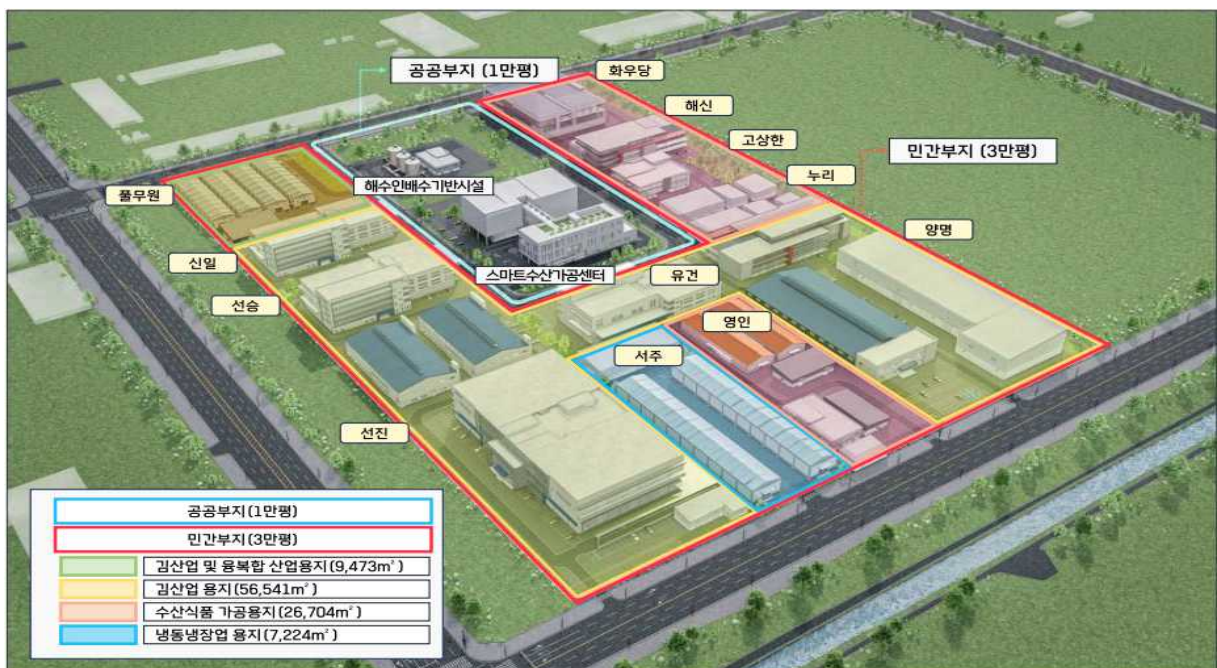 공공부지 (1만평)
화우당
해신
고상한
민간부지 (3만평)
누리
풀무원
해수인배수기반시설
양명
신일
스마트수산가공센터
유건
선승
영인
서주
선진
공공부지(1만평)
민간부지(3만평)
김산업 및 융복합 산업용지(9,473㎡)
김산업 용지(56,541㎡)
수산식품 가공용지(26,704㎡)
냉동냉장업 용지(7,224㎡)